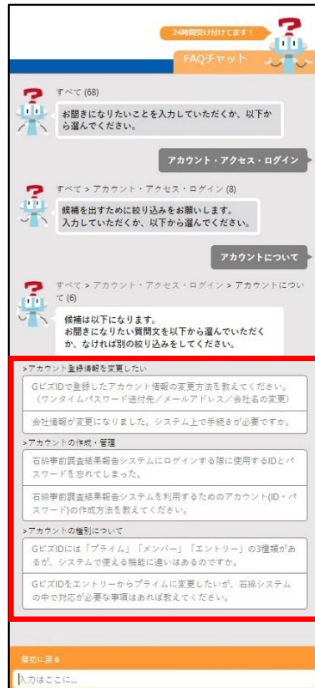 24時間受け付けてます！
FAQチャット
すべて (68)
お聞きになりたいことを入力していただくか、以下か
ら選んでください。
アカウント・アクセス・ログイン
すべて > アカウント・アクセス・ログイン (8)
候補を出すために絞り込みをお願いします。
入力していただくか、以下から選んでください。
アカウントについて
すべて > アカウント・アクセス・ログイン > アカウントについ
て (6)
候補は以下になります。
お聞きになりたい質問文を以下から選んでいただく
か、なければ別の絞り込みをしてください。
>アカウント登録情報を変更したい
GビズIDで登録したアカウント情報の変更方法を教えてください。
（ワンタイムパスワード送付先／メールアドレス／会社名の変更）
会社情報が変更になりました。システム上で手続きが必要ですか。
>アカウントの作成・管理
石綿事前調査結果報告システムにログインする際に使用するIDとパ
スワードを忘れてしまった。
石綿事前調査結果報告システムを利用するためのアカウント(ID・パ
スワード)の作成方法を教えてください。
>アカウントの種別について
GビズIDには「プライム」「メンバー」「エントリー」の3種類があ
るが、システムで使える機能に違いはあるのですか。
GビズIDをエントリーからプライムに変更したいが、石綿システム
の中で対応が必要な事項はあれば教えてください。
最初に戻る
入力はここに...